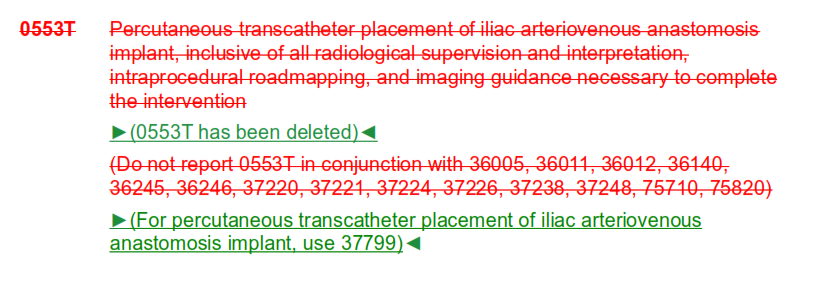 0553T Percutaneous transcatheter placement of iliac arteriovenous anastomosis
implant, inclusive of all radiological supervision and interpretation,
intraprocedural roadmapping, and imaging guidance necessary to complete
the intervention
►(0553T has been deleted)◄
(Do not report 0553T in conjunction with 36005, 36011, 36012, 36140,
36245, 36246, 37220, 37221, 37224, 37226, 37238, 37248, 75710, 75820)
►(For percutaneous transcatheter placement of iliac arteriovenous
anastomosis implant, use 37799)◄